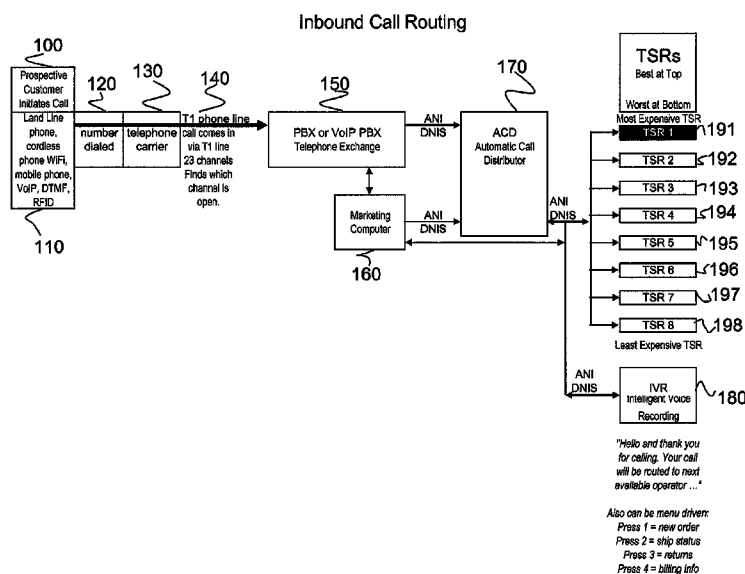 Inbound Call Routing
100
Prospective
Customer
Initiates Call
Land Line
phone,
cordless
phone WiFi,
mobile phone,
VoIP, DTMF,
RFID
110
120
number
dialed
130
telephone
carrier
140
T1 phone line
call comes in
via T1 line
23 channels
Finds which
channel is
open.
150
PBX or VoIP PBX
Telephone Exchange
ANI
DNIS
Marketing
Computer
160
ANI
DNIS
170
ACD
Automatic Call
Distributor
ANI
DNIS
TSRs
Best at Top
Worst at Bottom
Most Expensive TSR
TSR 1
191
TSR 2
192
TSR 3
193
TSR 4
194
TSR 5
195
TSR 6
196
TSR 7
197
TSR 8
198
Least Expensive TSR
ANI
DNIS
IVR
Intelligent Voice
Recording
180
"Hello and thank you
for calling. Your call
will be routed to next
available operator ..."
Also can be menu driven:
Press 1 = new order
Press 2 = ship status
Press 3 = returns
Press 4 = billing info